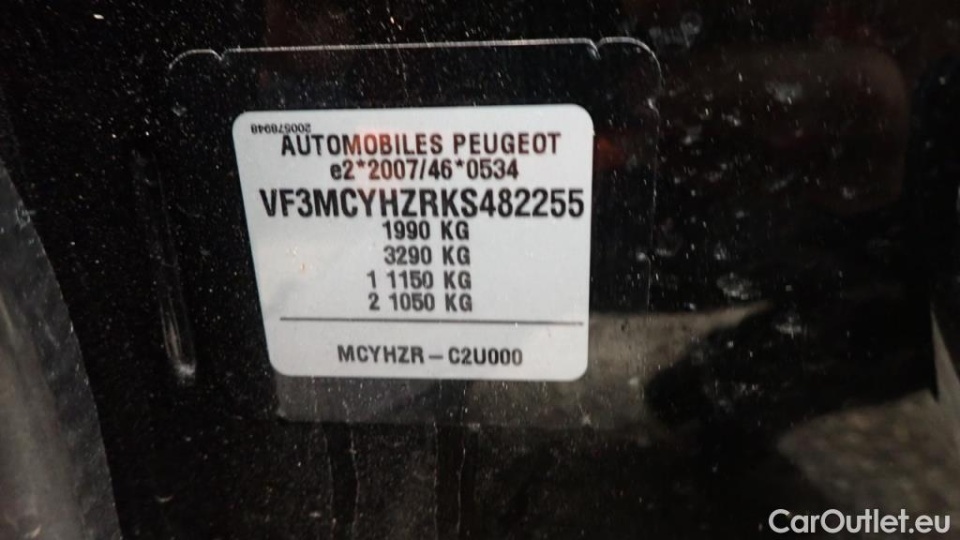 200578948
AUTOMOBILES PEUGEOT
e2*2007/46*0534
VF3MCYHZRKS482255
1990 KG
3290 KG
1 1150 KG
2 1050 KG
MCYHZR – C2U000
CarOutlet.eu